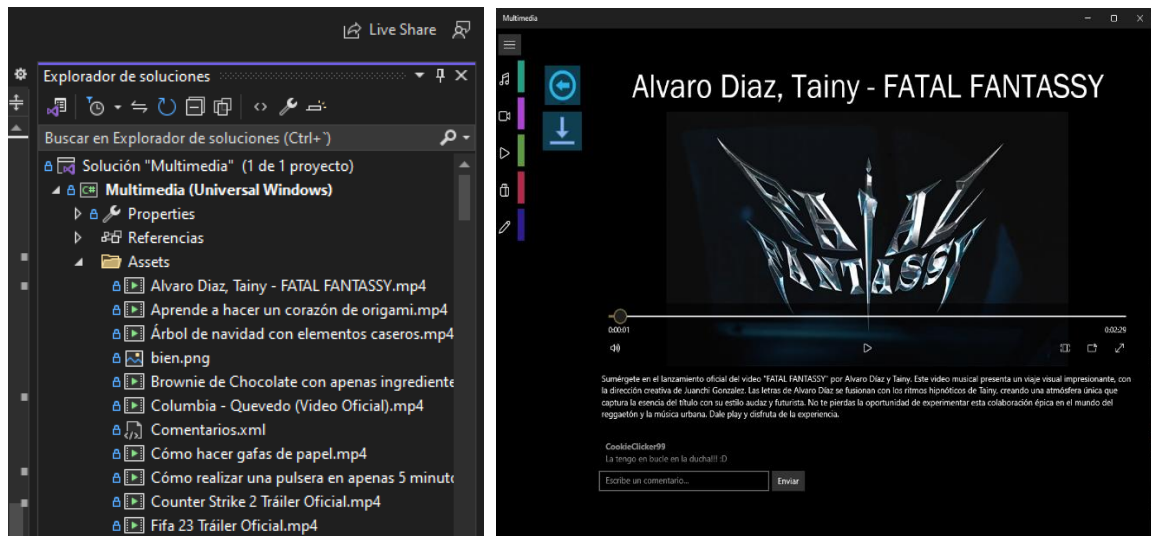 Live Share
Explorador de soluciones
Buscar en Explorador de soluciones (Ctrl+`)
Solución "Multimedia" (1 de 1 proyecto)
C# Multimedia (Universal Windows)
Properties
Referencias
Assets
Alvaro Diaz, Tainy - FATAL FANTASSY.mp4
Aprende a hacer un corazón de origami.mp4
Árbol de navidad con elementos caseros.mp4
bien.png
Brownie de Chocolate con apenas ingrediente
Columbia - Quevedo (Video Oficial).mp4
Comentarios.xml
Cómo hacer gafas de papel.mp4
Cómo realizar una pulsera en apenas 5 minuto
Counter Strike 2 Tráiler Oficial.mp4
Fifa 23 Tráiler Oficial.mp4
Multimedia
Alvaro Diaz, Tainy - FATAL FANTASSY
FATAL
FANTASSY
0:00:01
0:02:29
Sumérgete en el lanzamiento oficial del video "FATAL FANTASSY" por Alvaro Díaz y Tainy. Este video musical presenta un viaje visual impresionante, con
la dirección creativa de Juanchi Gonzalez. Las letras de Alvaro Díaz se fusionan con los ritmos hipnóticos de Tainy, creando una atmósfera única que
captura la esencia del título con su estilo audaz y futurista. No te pierdas la oportunidad de experimentar esta colaboración épica en el mundo del
reggaetón y la música urbana. Dale play y disfruta de la experiencia.
CookieClicker99
La tengo en bucle en la ducha!!! :D
Escribe un comentario...
Enviar